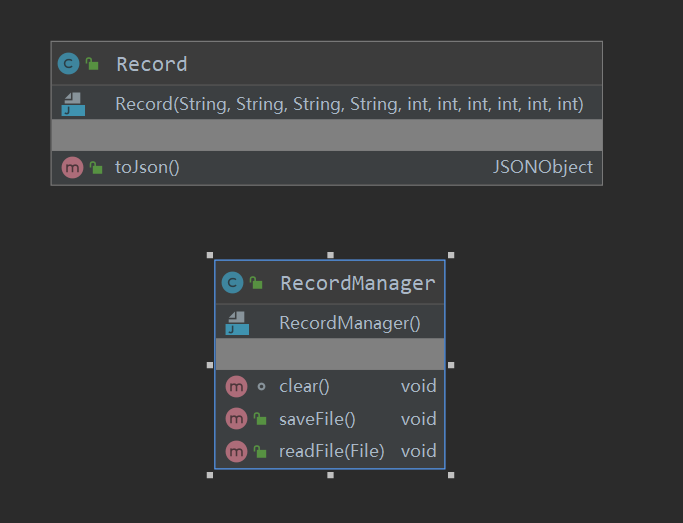 C Record
J Record(String, String, String, String, int, int, int, int, int, int)
m toJson() JSONObject
C RecordManager
J RecordManager()
m clear() void
m saveFile() void
m readFile(File) void